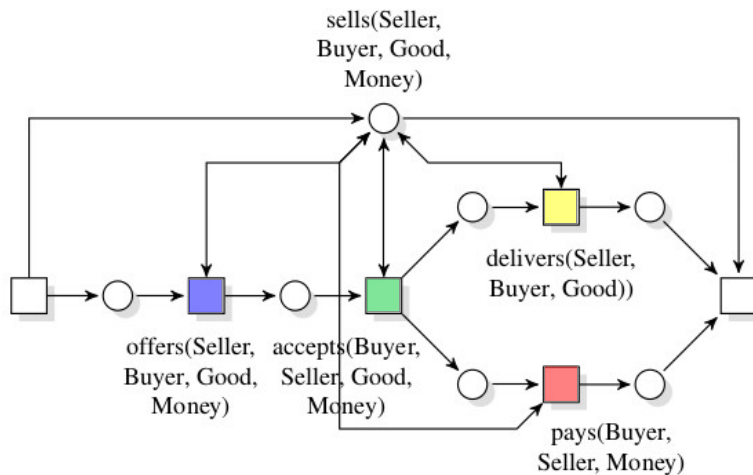 sells(Seller,
Buyer, Good,
Money)
delivers(Seller,
Buyer, Good))
offers(Seller,
Buyer, Good,
Money)
accepts(Buyer,
Seller, Good,
Money)
pays(Buyer,
Seller, Money)